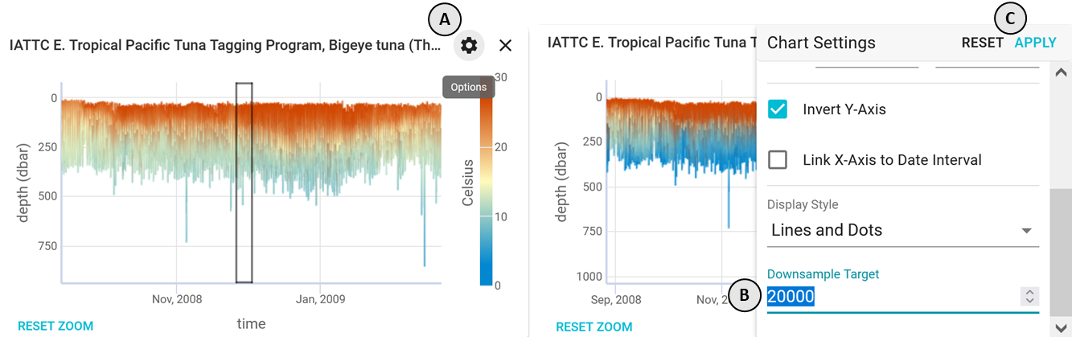 A
IATTC E. Tropical Pacific Tuna Tagging Program, Bigeye tuna (Th...
Options
0
250
500
750
depth (dbar)
Nov, 2008
Jan, 2009
time
30
20
10
0
Celsius
RESET ZOOM
IATTC E. Tropical Pacific Tuna T
0
250
500
750
1000
depth (dbar)
Sep, 2008
Nov, 2
RESET ZOOM
C
Chart Settings
RESET
APPLY
Invert Y-Axis
Link X-Axis to Date Interval
Display Style
Lines and Dots
Downsample Target
B
20000